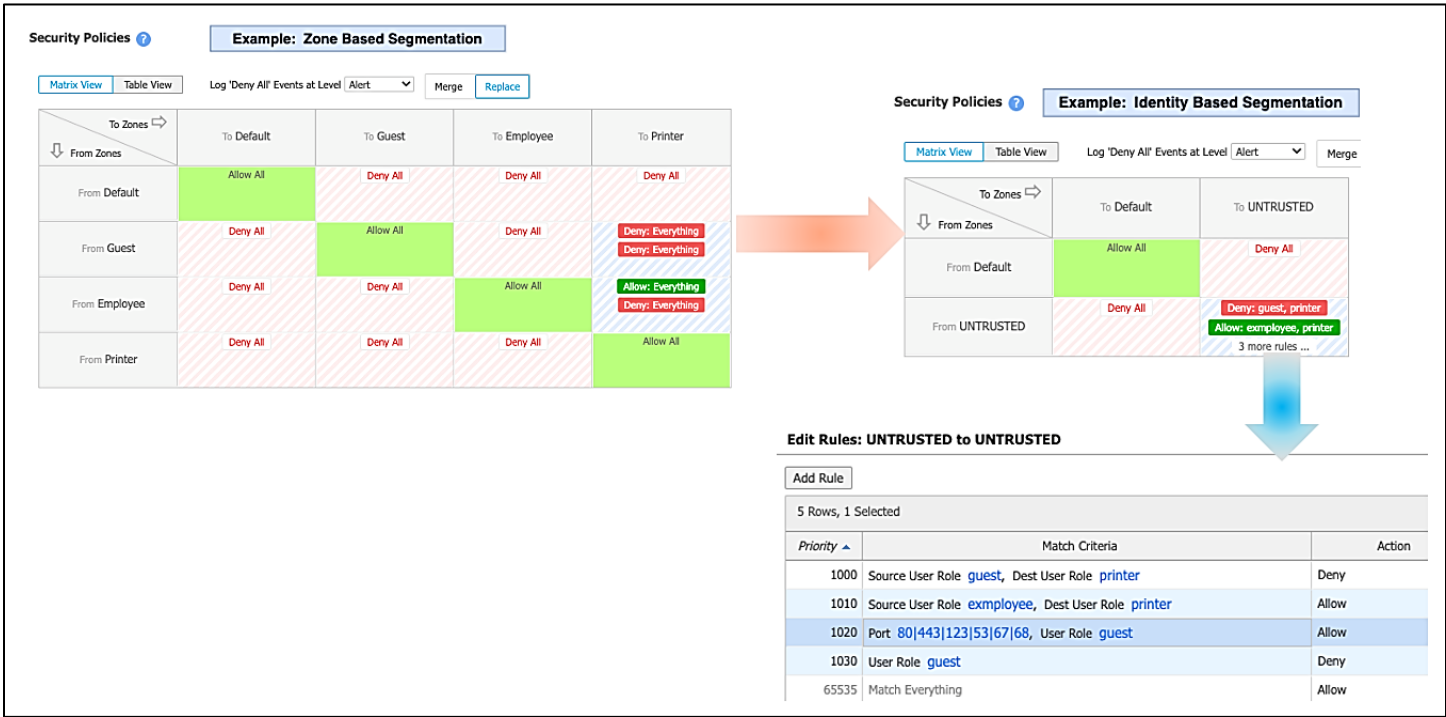 Security Policies ?
Example: Zone Based Segmentation
Matrix View Table View Log 'Deny All' Events at Level Alert Merge Replace
To Zones
From Zones
To Default To Guest To Employee To Printer
From Default Allow All Deny All Deny All Deny All
From Guest Deny All Allow All Deny All Deny: Everything
Deny: Everything
From Employee Deny All Deny All Allow All Allow: Everything
Deny: Everything
From Printer Deny All Deny All Deny All Allow All
Security Policies ?
Example: Identity Based Segmentation
Matrix View Table View Log 'Deny All' Events at Level Alert Merge
To Zones
From Zones
To Default To UNTRUSTED
From Default Allow All Deny All
From UNTRUSTED Deny All Deny: guest, printer
Allow: exmployee, printer
3 more rules ...
Edit Rules: UNTRUSTED to UNTRUSTED
Add Rule
5 Rows, 1 Selected
Priority Match Criteria Action
1000 Source User Role guest, Dest User Role printer Deny
1010 Source User Role exmployee, Dest User Role printer Allow
1020 Port 80|443|123|53|67|68, User Role guest Allow
1030 User Role guest Deny
65535 Match Everything Allow